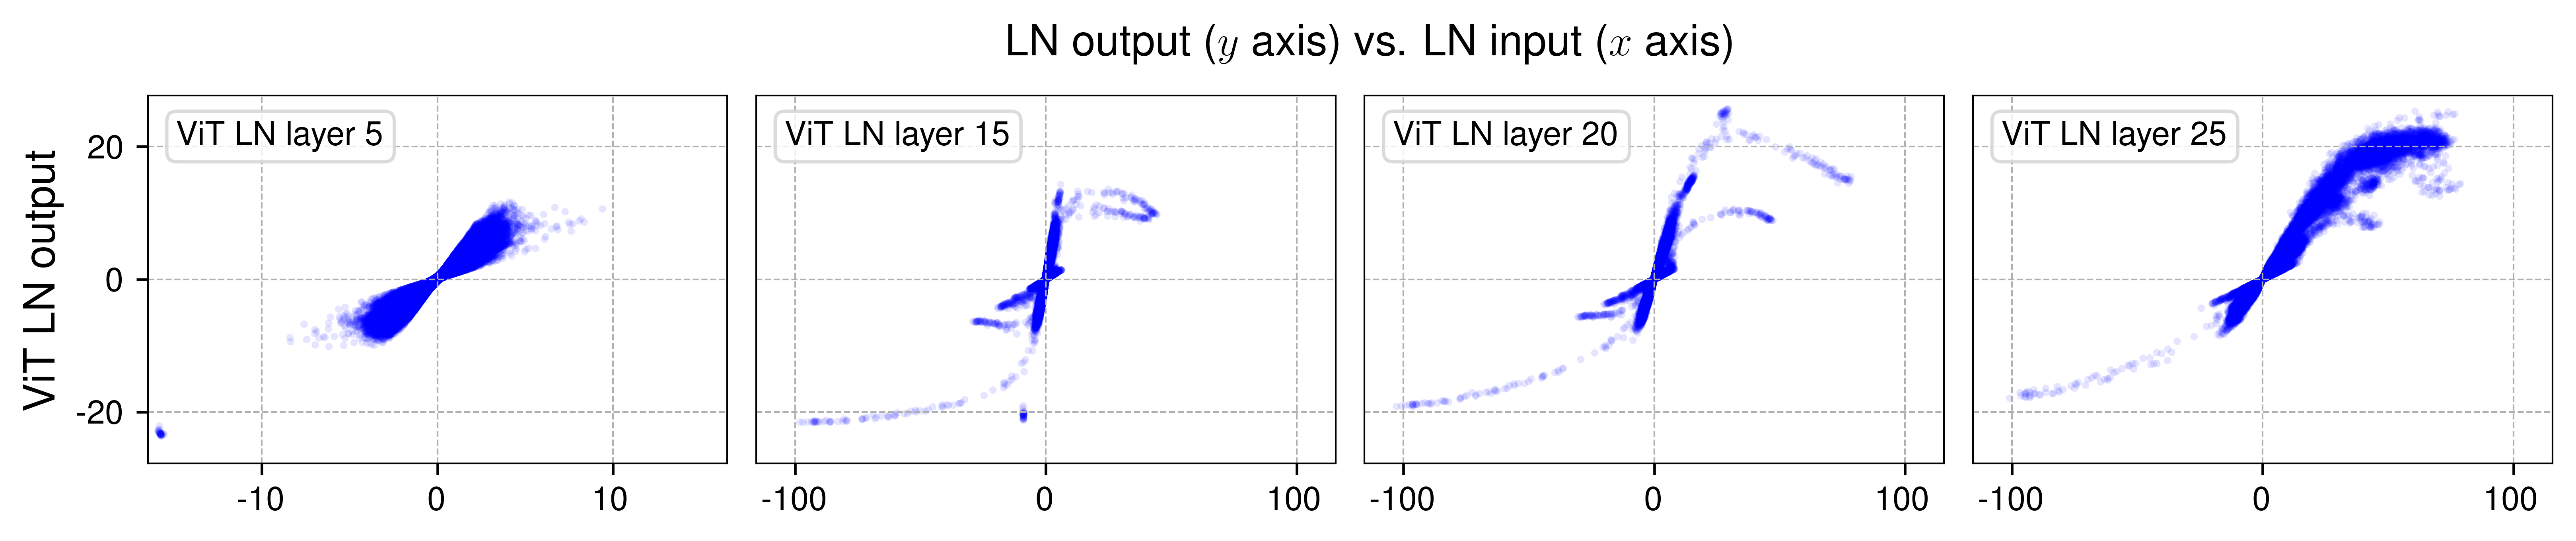 LN output (y axis) vs. LN input (x axis)
ViT LN output
20
0
-20
ViT LN layer 5
-10 0 10
ViT LN layer 15
-100 0 100
ViT LN layer 20
-100 0 100
ViT LN layer 25
-100 0 100